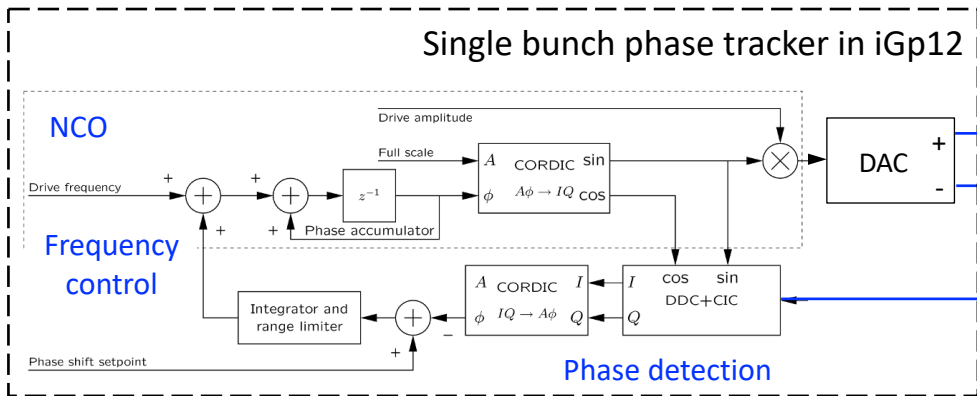 Single bunch phase tracker in iGp12
NCO
Drive amplitude
Full scale
A CORDIC sin
Drive frequency
+ + + +
z⁻¹
ϕ Aϕ → IQ cos
DAC
+
-
+ +
Phase accumulator
Frequency
control
cos sin
DDC+CIC
A CORDIC I
I
Integrator and
range limiter
ϕ IQ → Aϕ Q
Q
−
+
Phase shift setpoint
Phase detection